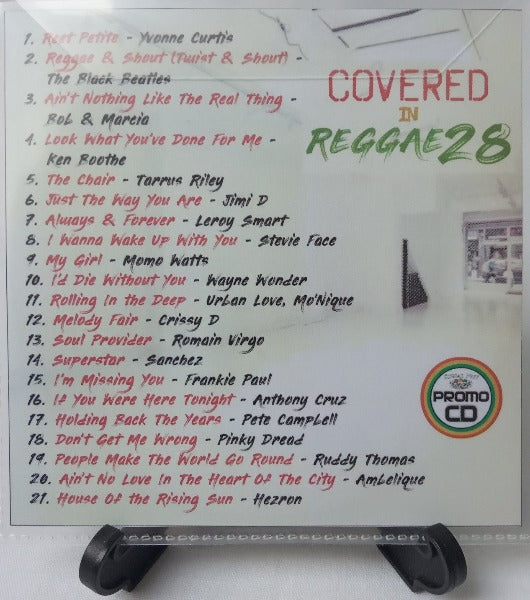 1. Reet Petite - Yvonne Curtis
2. Reggae & Shout (Twist & Shout) -
The Black Beatles
3. Ain't Nothing Like The Real Thing -
Bob & Marcia
4. Look What You've Done For Me -
Ken Boothe
5. The Chair - Tarrus Riley
6. Just The Way You Are - Jimi D
7. Always & Forever - Leroy Smart
8. I Wanna Wake Up With You - Stevie Face
9. My Girl - Momo Watts
10. I'd Die Without You - Wayne Wonder
11. Rolling In the Deep - Urban Love, Mo'Nique
12. Melody Fair - Crissy D
13. Soul Provider - Romain Virgo
14. Superstar - Sanchez
15. I'm Missing You - Frankie Paul
16. If You Were Here Tonight - Anthony Cruz
17. Holding Back The Years - Pete Campbell
18. Don't Get Me Wrong - Pinky Dread
19. People Make The World Go Round - Ruddy Thomas
20. Ain't No Love In The Heart Of The City - Ambelique
21. House Of the Rising Sun - Hezron
COVERED
IN
REGGAE 28
PROMO
CD